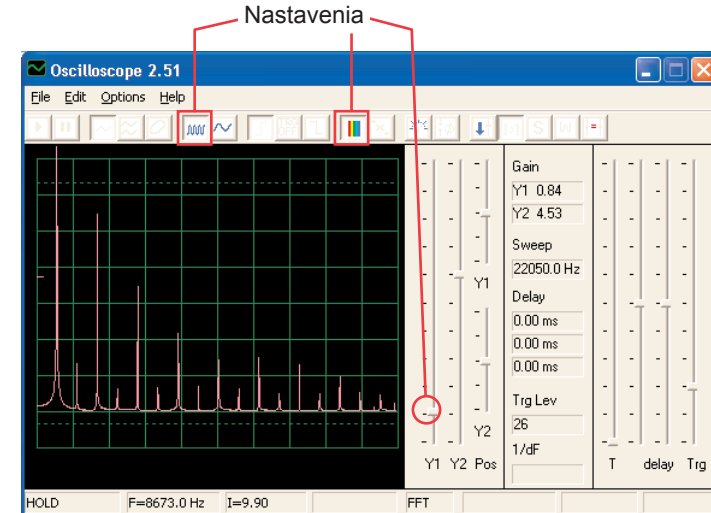 Nastavenia
Oscilloscope 2.51
File Edit Options Help
Gain
Y1 0.84
Y2 4.53
Sweep
22050.0 Hz
Y1
Delay
0.00 ms
0.00 ms
0.00 ms
Trg Lev
26
Y2
1/dF
Y1 Y2 Pos
T delay Trg
HOLD F=8673.0 Hz I=9.90 FFT